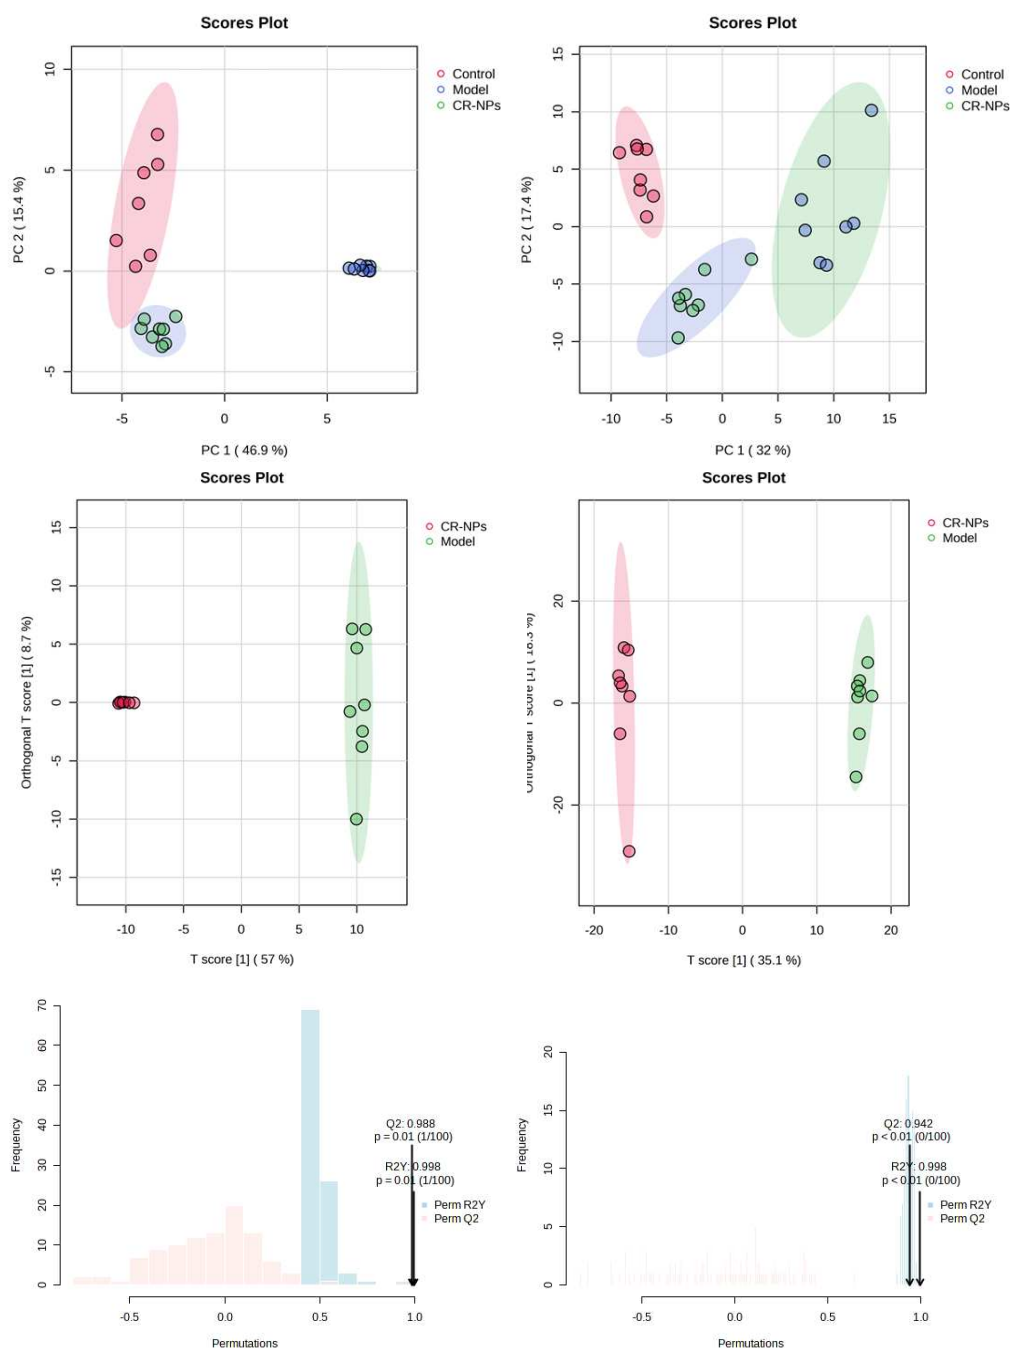 Scores Plot
10
5
0
-5
PC 2 ( 15.4 %)
-5 0 5
PC 1 ( 46.9 %)
Control
Model
CR-NPs
Scores Plot
15
10
5
0
-5
-10
PC 2 ( 17.4 %)
-10 -5 0 5 10 15
PC 1 ( 32 %)
Control
Model
CR-NPs
Scores Plot
15
10
5
0
-5
-10
-15
Orthogonal T score [1] ( 8.7 %)
-10 -5 0 5 10
T score [1] ( 57 %)
CR-NPs
Model
Scores Plot
20
0
-20
T score [1] (
-20 -10 0 10 20
T score [1] ( 35.1 %)
CR-NPs
Model
70
60
50
40
30
20
10
0
Frequency
Q2: 0.988
p = 0.01 (1/100)
R2Y: 0.998
p = 0.01 (1/100)
Perm R2Y
Perm Q2
-0.5 0.0 0.5 1.0
Permutations
20
15
10
5
0
Frequency
Q2: 0.942
p < 0.01 (0/100)
R2Y: 0.998
p < 0.01 (0/100)
Perm R2Y
Perm Q2
-0.5 0.0 0.5 1.0
Permutations